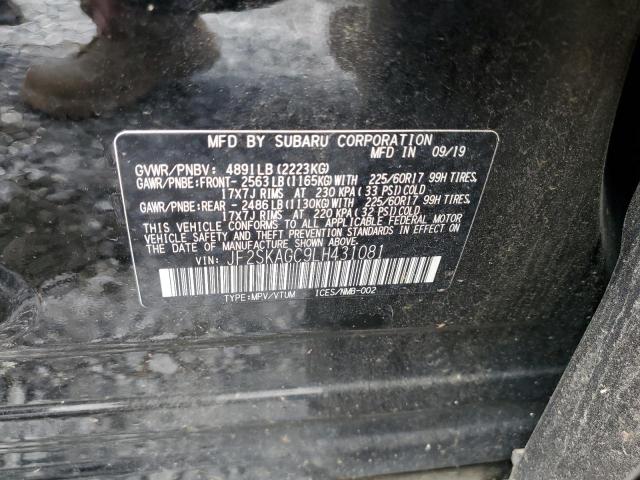 MFD BY SUBARU CORPORATION
MFD IN 09/19
GVWR/PNBV: 4891LB(2223KG)
GAWR/PNBE:FRONT- 2563LB(1165KG)WITH 225/60R17 99H TIRES.
17X7J RIMS AT 230 KPA(33 PSI)COLD
GAWR/PNBE:REAR - 2486LB(1130KG)WITH 225/60R17 99H TIRES.
17X7J RIMS AT 220 KPA(32 PSI)COLD
THIS VEHICLE CONFORMS TO ALL APPLICABLE FEDERAL MOTOR
VEHICLE SAFETY AND BUMPER STANDARDS IN EFFECT ON
THE DATE OF MANUFACTURE SHOWN ABOVE.
VIN: JF2SKAGC9LH431081
TYPE:MPV/VTUM ICES/NMB-002